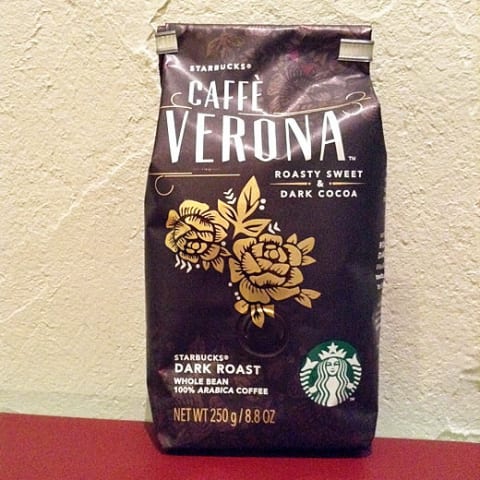 STARBUCKS®
CAFFÈ
VERONA™
ROASTY SWEET
&
DARK COCOA
STARBUCKS®
DARK ROAST
WHOLE BEAN
100% ARABICA COFFEE
NET WT 250 g / 8.8 OZ